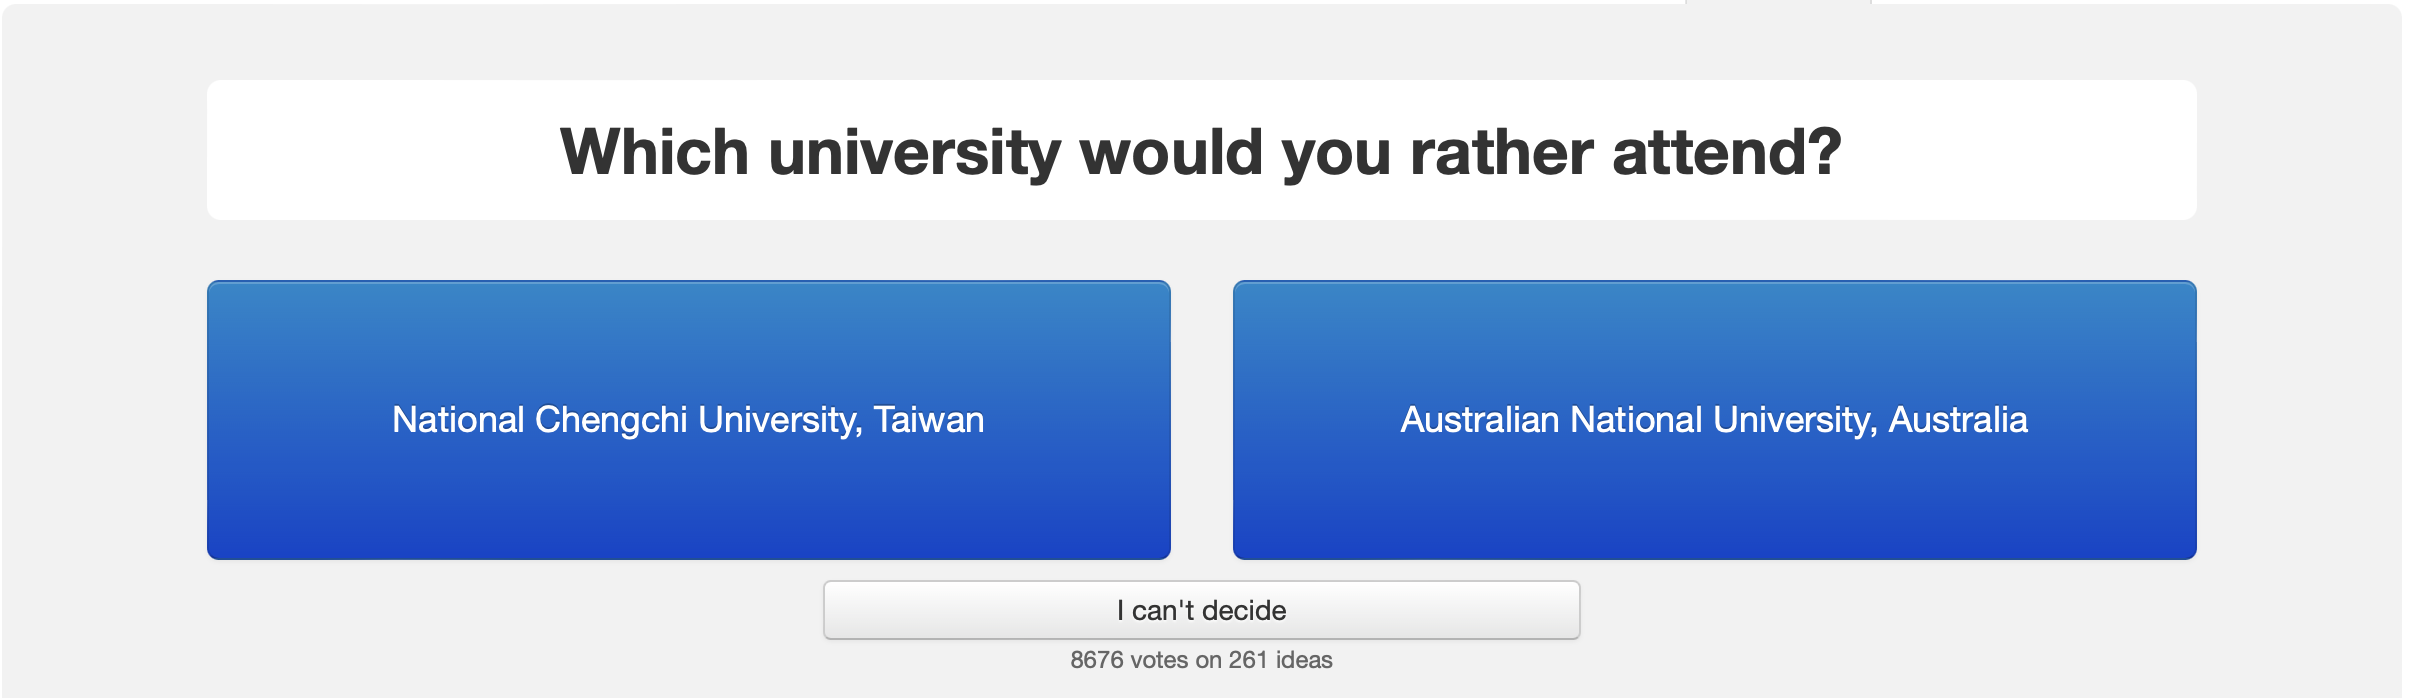 Which university would you rather attend?
National Chengchi University, Taiwan
Australian National University, Australia
I can't decide
8676 votes on 261 ideas